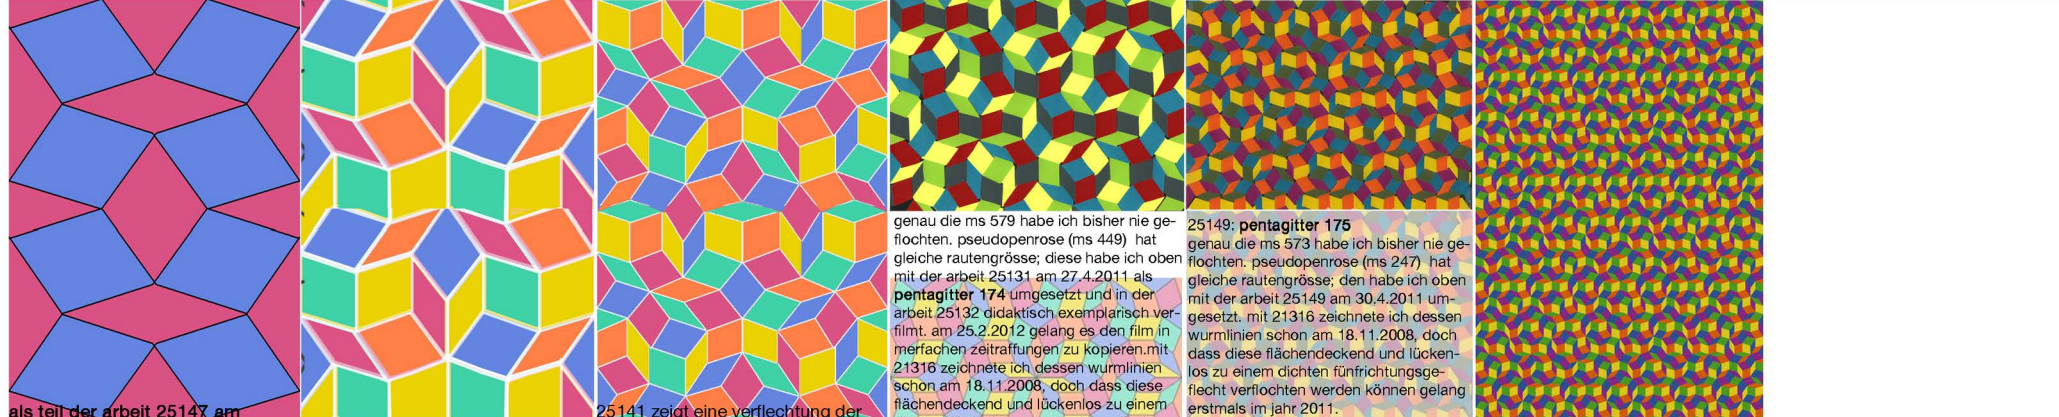 als teil der arbeit 25147 am
25141 zeigt eine verflechtung der
genau die ms 579 habe ich bisher nie ge-
flochten. pseudopenrose (ms 449) hat
gleiche rautengrösse; diese habe ich oben
mit der arbeit 25131 am 27.4.2011 als
pentagitter 174 umgesetzt und in der
arbeit 25132 didaktisch exemplarisch ver-
filmt. am 25.2.2012 gelang es den film in
merfachen zeitraffungen zu kopieren.mit
21316 zeichnete ich dessen wurmlinien
schon am 18.11.2008, doch dass diese
flächendeckend und lückenlos zu einem
25149: pentagitter 175
genau die ms 573 habe ich bisher nie ge-
flochten. pseudopenrose (ms 247) hat
gleiche rautengrösse; den habe ich oben
mit der arbeit 25149 am 30.4.2011 um-
gesetzt. mit 21316 zeichnete ich dessen
wurmlinien schon am 18.11.2008, doch
dass diese flächendeckend und lücken-
los zu einem dichten fünfrichtungsge-
flecht verflochten werden können gelang
erstmals im jahr 2011.